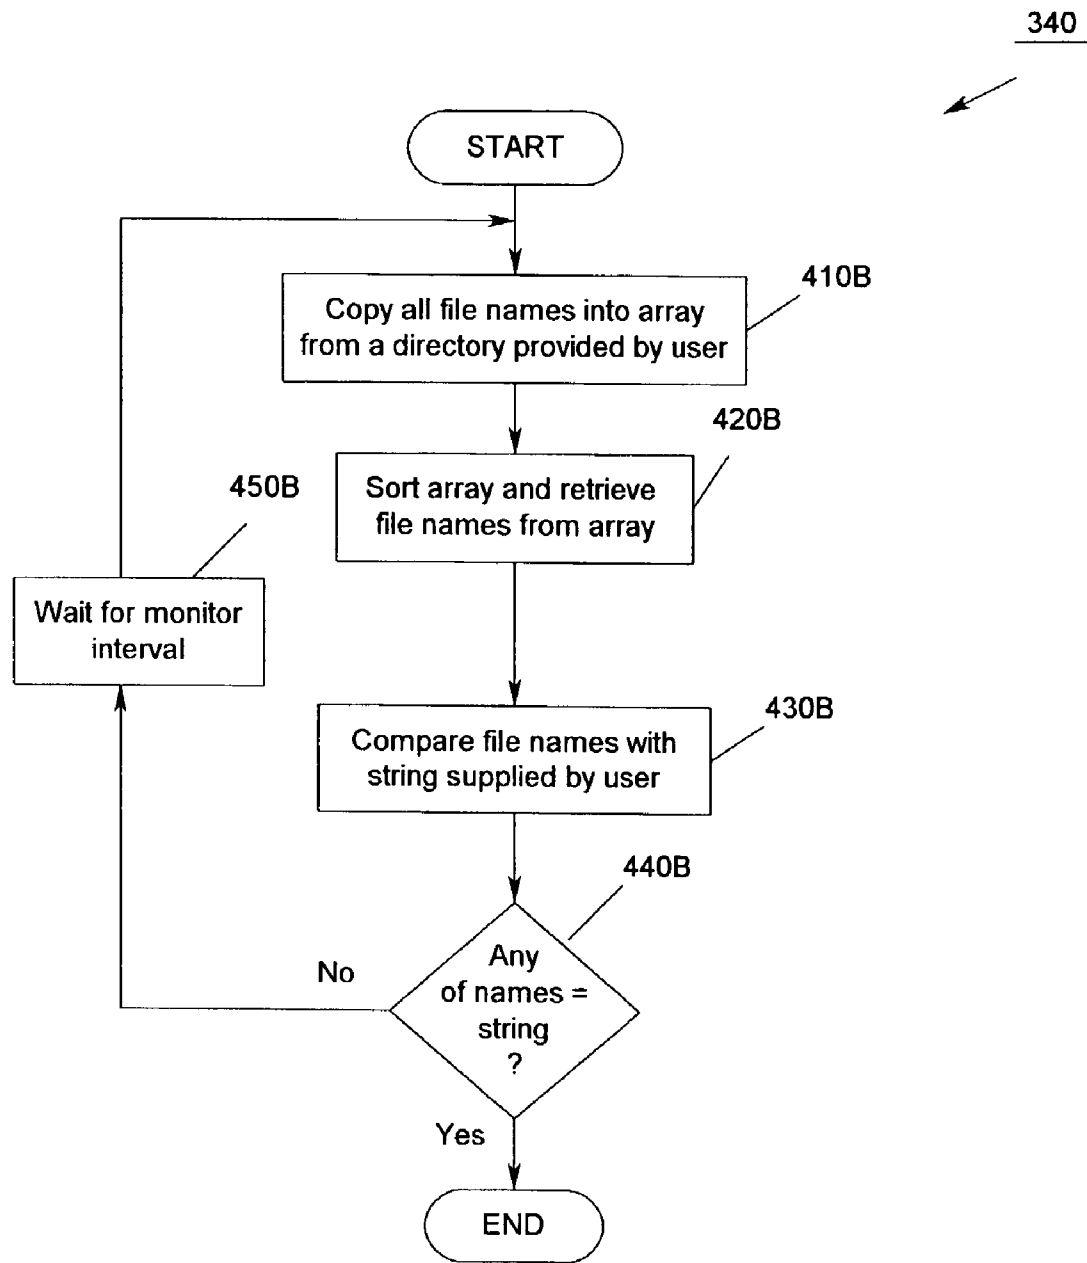 340
START
410B
Copy all file names into array
from a directory provided by user
420B
Sort array and retrieve
file names from array
450B
Wait for monitor
interval
430B
Compare file names with
string supplied by user
440B
Any
of names =
string
?
No
Yes
END